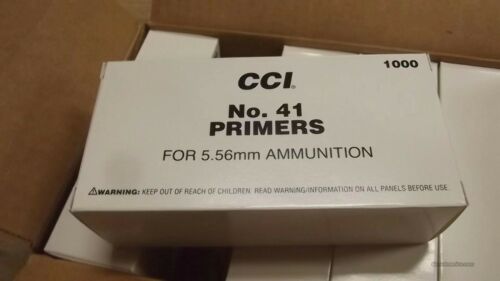 1000
CCI®
No. 41
PRIMERS
FOR 5.56mm AMMUNITION
⚠WARNING: KEEP OUT OF REACH OF CHILDREN. READ WARNING/INFORMATION ON ALL PANELS BEFORE USE.